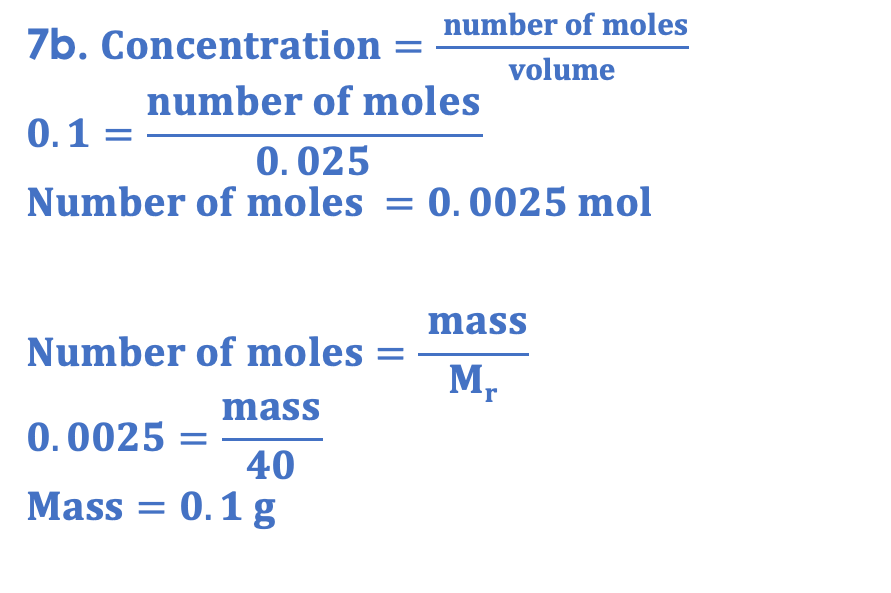 7b. Concentration = number of moles / volume
0.1 = number of moles / 0.025
Number of moles = 0.0025 mol
Number of moles = mass / Mᵣ
0.0025 = mass / 40
Mass = 0.1 g